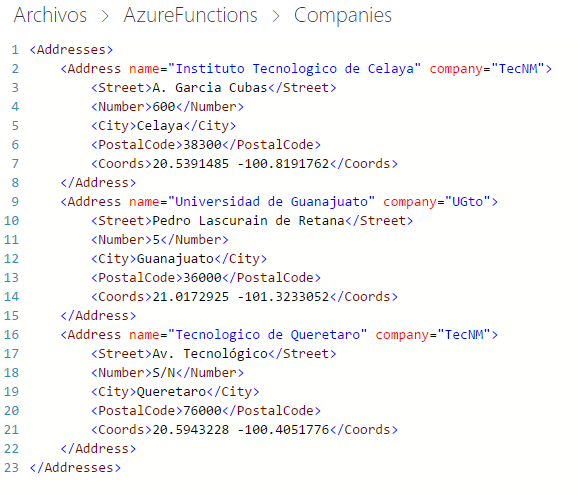 Archivos > AzureFunctions > Companies
1 <Addresses>
2 <Address name="Instituto Tecnologico de Celaya" company="TecNM">
3 <Street>A. Garcia Cubas</Street>
4 <Number>600</Number>
5 <City>Celaya</City>
6 <PostalCode>38300</PostalCode>
7 <Coords>20.5391485 -100.8191762</Coords>
8 </Address>
9 <Address name="Universidad de Guanajuato" company="UGto">
10 <Street>Pedro Lascurain de Retana</Street>
11 <Number>5</Number>
12 <City>Guanajuato</City>
13 <PostalCode>36000</PostalCode>
14 <Coords>21.0172925 -101.3233052</Coords>
15 </Address>
16 <Address name="Tecnologico de Queretaro" company="TecNM">
17 <Street>Av. Tecnológico</Street>
18 <Number>S/N</Number>
19 <City>Queretaro</City>
20 <PostalCode>76000</PostalCode>
21 <Coords>20.5943228 -100.4051776</Coords>
22 </Address>
23 </Addresses>